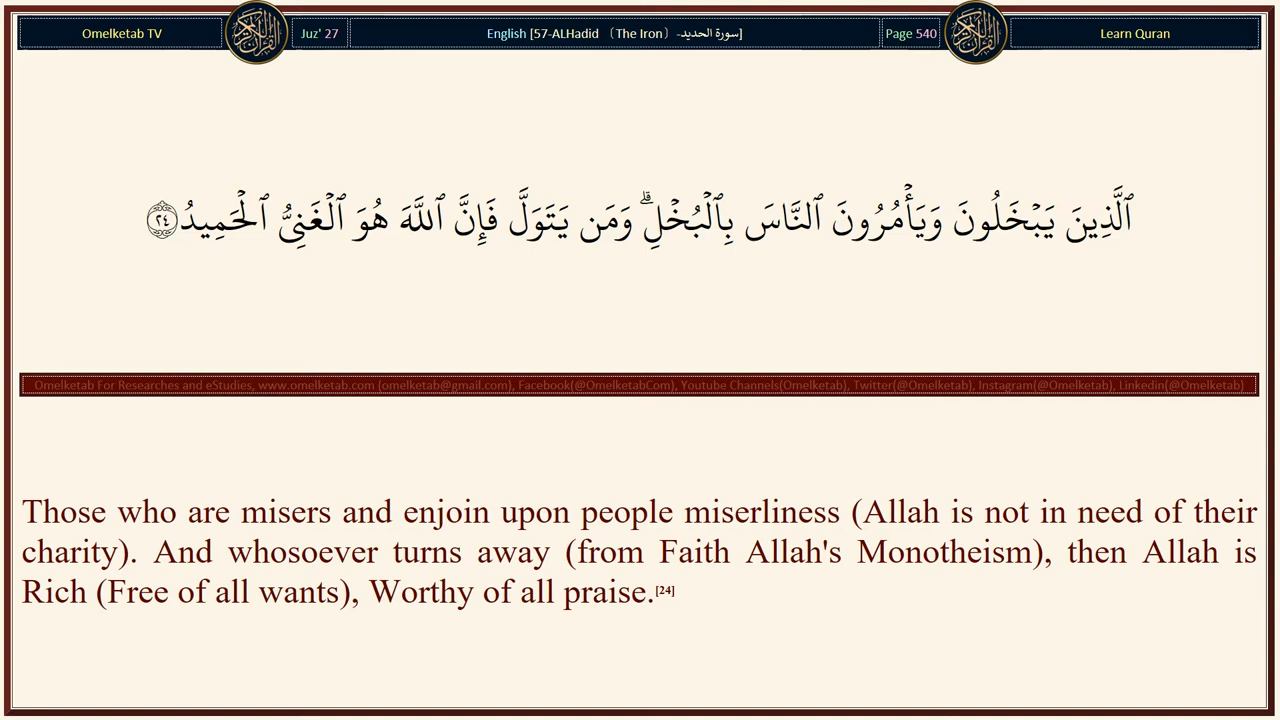 Omelketab TV
Juz' 27
English [57-ALHadid （The Iron）-سورة الحديد]
Page 540
Learn Quran
ٱلَّذِينَ يَبۡخَلُونَ وَيَأۡمُرُونَ ٱلنَّاسَ بِٱلۡبُخۡلِۗ وَمَن يَتَوَلَّ فَإِنَّ ٱللَّهَ هُوَ ٱلۡغَنِيُّ ٱلۡحَمِيدُ ٢٤
Omelketab For Researches and eStudies, www.omelketab.com (omelketab@gmail.com), Facebook(@OmelketabCom), Youtube Channels(Omelketab), Twitter(@Omelketab), Instagram(@Omelketab), Linkedin(@Omelketab)
Those who are misers and enjoin upon people miserliness (Allah is not in need of their
charity). And whosoever turns away (from Faith Allah's Monotheism), then Allah is
Rich (Free of all wants), Worthy of all praise.[24]